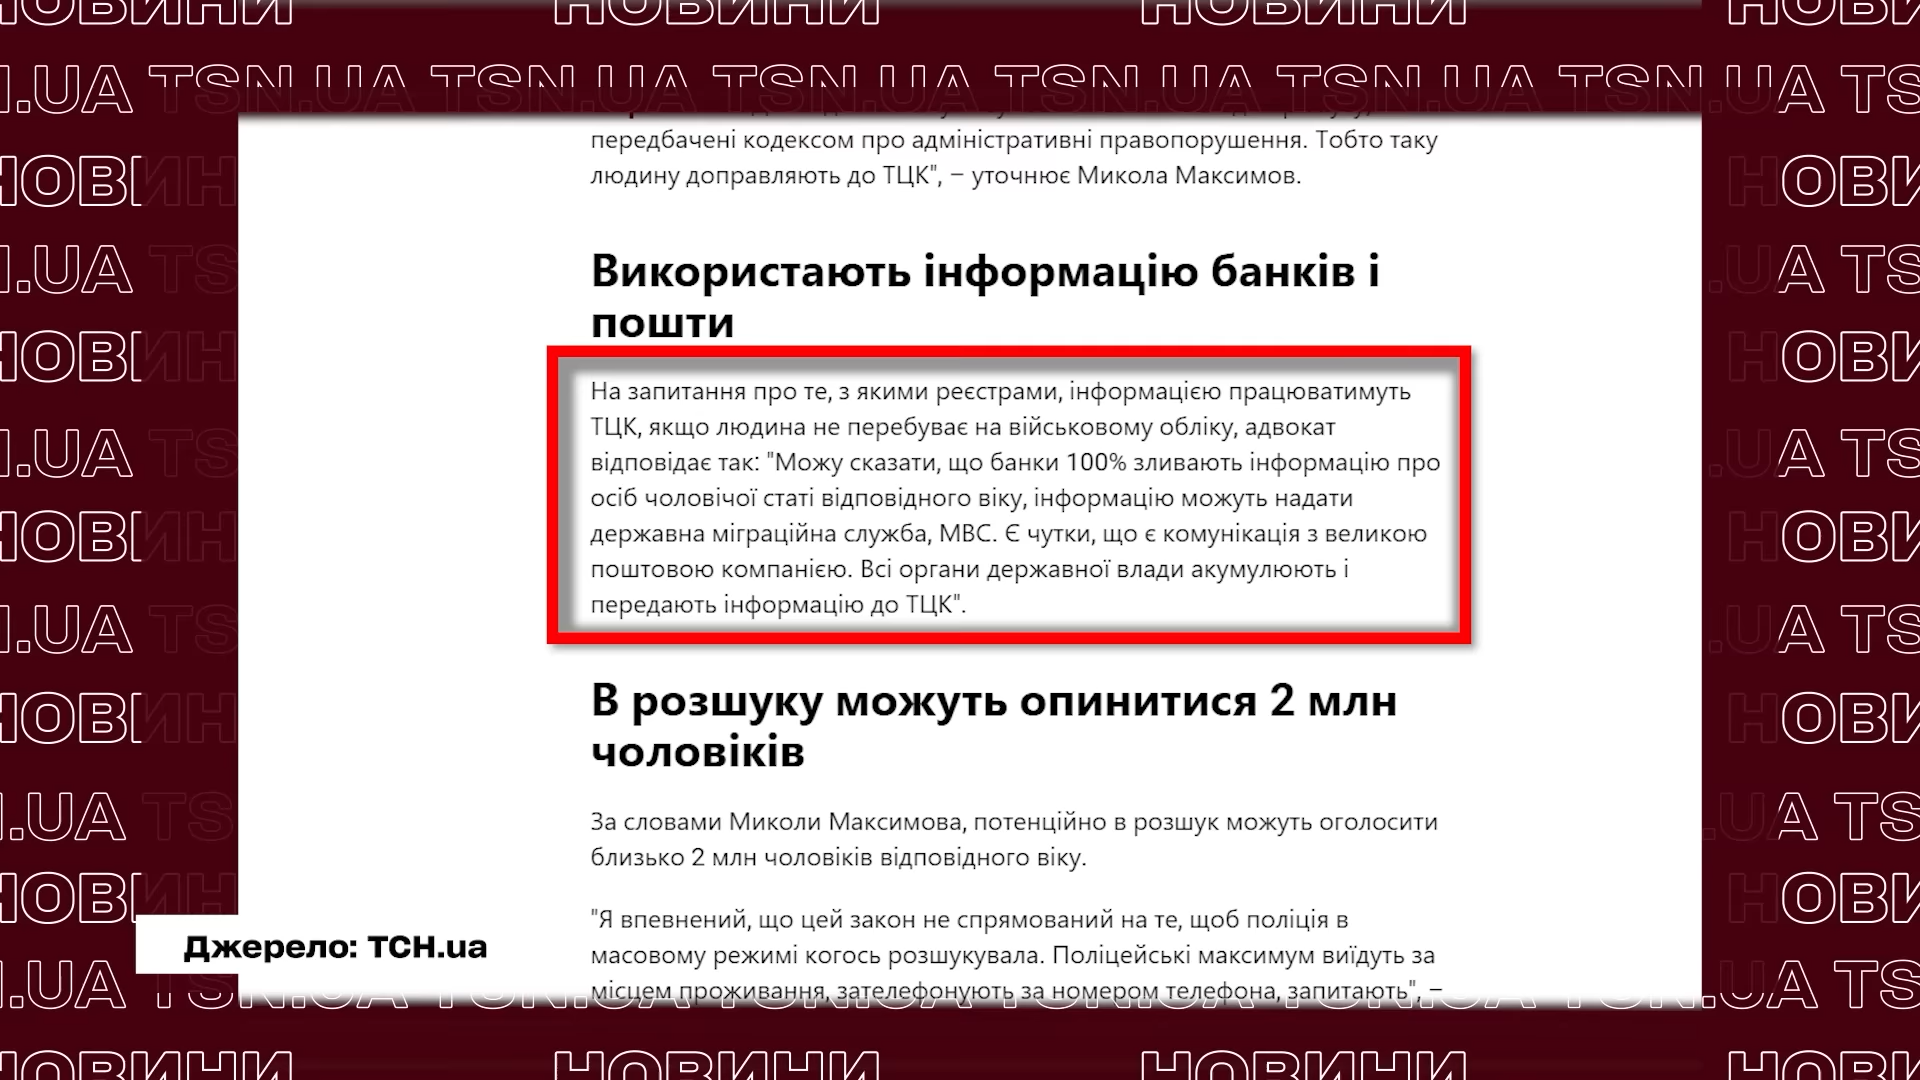 НОВИНИ НОВИНИ НОВИНИ
TSN.UA TSN.UA TSN.UA TSN.UA TSN.UA TSN.UA
передбачені кодексом про адміністративні правопорушення. Тобто таку
людину доправляють до ТЦК", – уточнює Микола Максимов.
Використають інформацію банків і
пошти
На запитання про те, з якими реєстрами, інформацією працюватимуть
ТЦК, якщо людина не перебуває на військовому обліку, адвокат
відповідає так: "Можу сказати, що банки 100% зливають інформацію про
осіб чоловічої статі відповідного віку, інформацію можуть надати
державна міграційна служба, МВС. Є чутки, що є комунікація з великою
поштовою компанією. Всі органи державної влади акумулюють і
передають інформацію до ТЦК".
В розшуку можуть опинитися 2 млн
чоловіків
За словами Миколи Максимова, потенційно в розшук можуть оголосити
близько 2 млн чоловіків відповідного віку.
"Я впевнений, що цей закон не спрямований на те, щоб поліція в
масовому режимі когось розшукувала. Поліцейські максимум виїдуть за
місцем проживання, зателефонують за номером телефона, запитають", –
Джерело: ТСН.ua
НОВИНИ НОВИНИ НОВИНИ